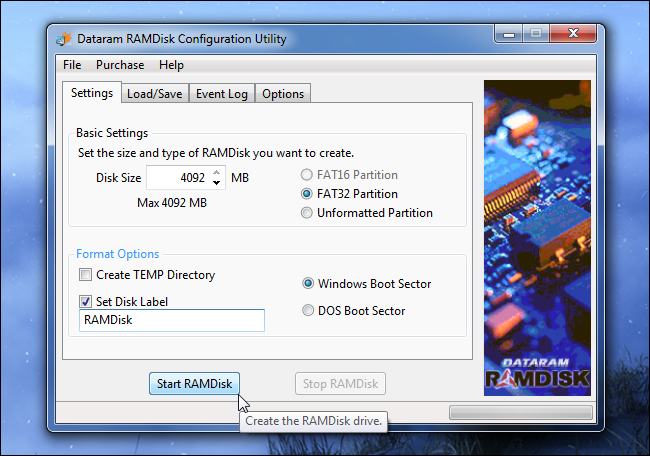 Dataram RAMDisk Configuration Utility
File Purchase Help
Settings Load/Save Event Log Options
Basic Settings
Set the size and type of RAMDisk you want to create.
Disk Size 4092 MB
Max 4092 MB
FAT16 Partition
FAT32 Partition
Unformatted Partition
Format Options
Create TEMP Directory
Set Disk Label
RAMDisk
Windows Boot Sector
DOS Boot Sector
DATARAM
RAMDISK
Start RAMDisk Stop RAMDisk
Create the RAMDisk drive.